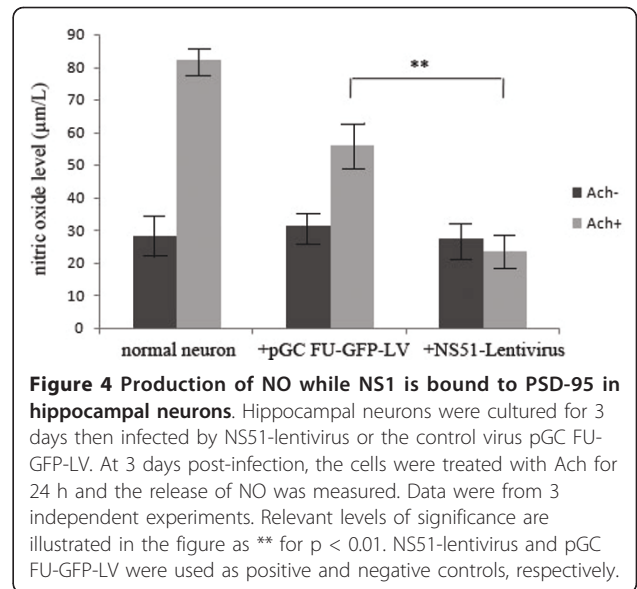 **
nitric oxide level (µm/L)
90
80
70
60
50
40
30
20
10
0
Ach-
Ach+
normal neuron +pGC FU-GFP-LV +NS51-Lentivirus
Figure 4 Production of NO while NS1 is bound to PSD-95 in
hippocampal neurons. Hippocampal neurons were cultured for 3
days then infected by NS51-lentivirus or the control virus pGC FU-
GFP-LV. At 3 days post-infection, the cells were treated with Ach for
24 h and the release of NO was measured. Data were from 3
independent experiments. Relevant levels of significance are
illustrated in the figure as ** for p < 0.01. NS51-lentivirus and pGC
FU-GFP-LV were used as positive and negative controls, respectively.